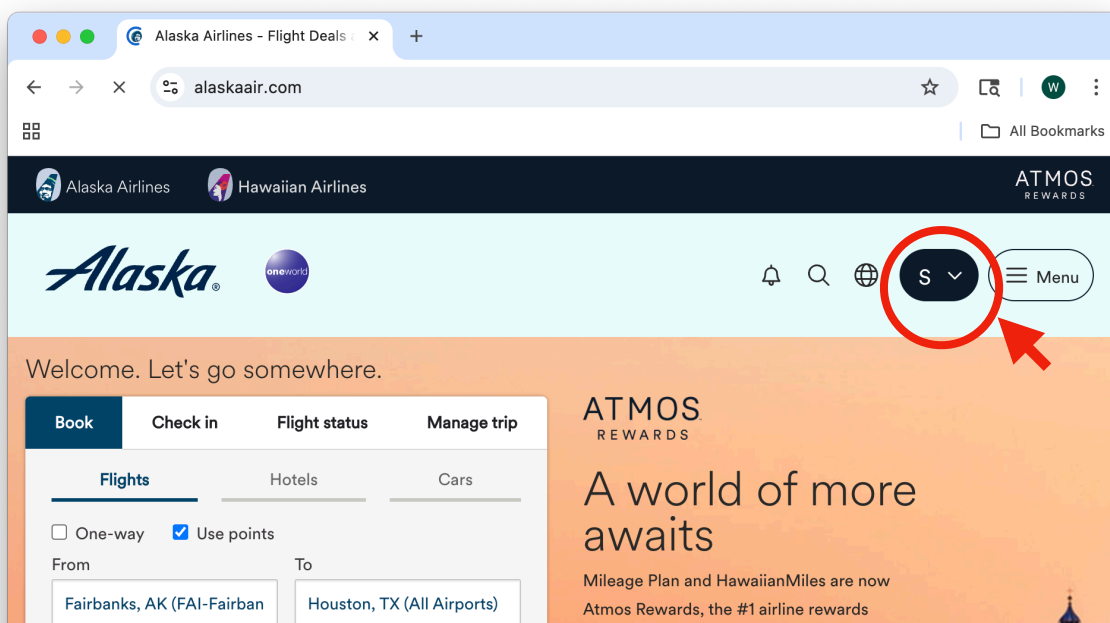 Alaska Airlines - Flight Deals a
alaskaair.com
W
All Bookmarks
Alaska Airlines
Hawaiian Airlines
ATMOS
REWARDS
Alaska®
oneworld
S
Menu
Welcome. Let's go somewhere.
Book
Check in
Flight status
Manage trip
Flights
Hotels
Cars
One-way
Use points
From
To
Fairbanks, AK (FAI-Fairban
Houston, TX (All Airports)
ATMOS
REWARDS
A world of more
awaits
Mileage Plan and HawaiianMiles are now
Atmos Rewards, the #1 airline rewards